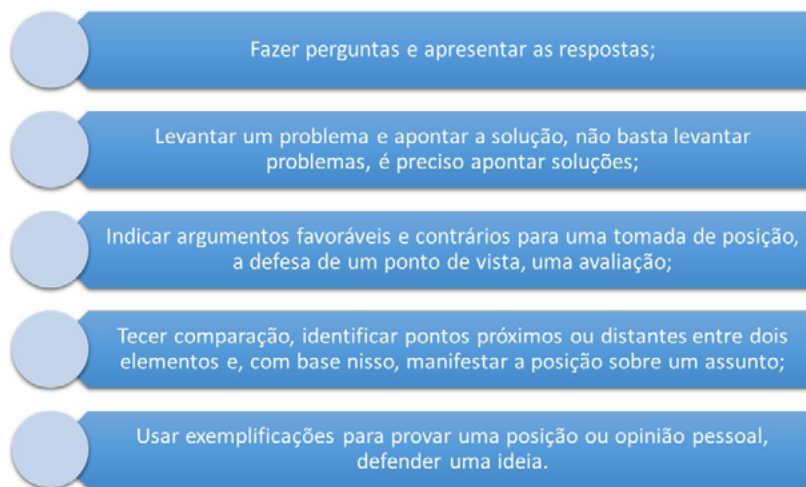 Fazer perguntas e apresentar as respostas;
Levantar um problema e apontar a solução, não basta levantar
problemas, é preciso apontar soluções;
Indicar argumentos favoráveis e contrários para uma tomada de posição,
a defesa de um ponto de vista, uma avaliação;
Tecer comparação, identificar pontos próximos ou distantes entre dois
elementos e, com base nisso, manifestar a posição sobre um assunto;
Usar exemplificações para provar uma posição ou opinião pessoal,
defender uma ideia.